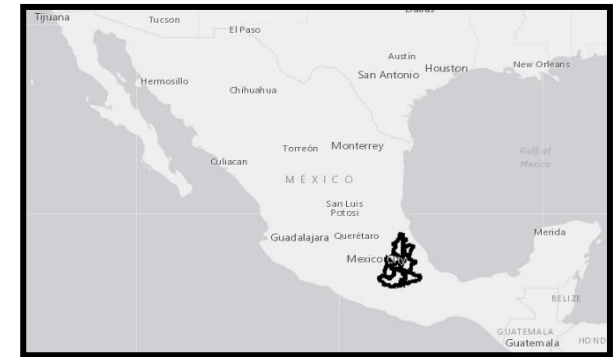 Tijuana
Tucson
El Paso
Dallas
Austin
San Antonio
Houston
New Orleans
Hermosillo
Chihuahua
Torreón
Monterrey
Culiacan
Gulf of
Mexico
MÉXICO
San Luis
Potosí
Guadalajara
Querétaro
Merida
Mexico City
BELIZE
GUATEMALA
Guatemala
HOND